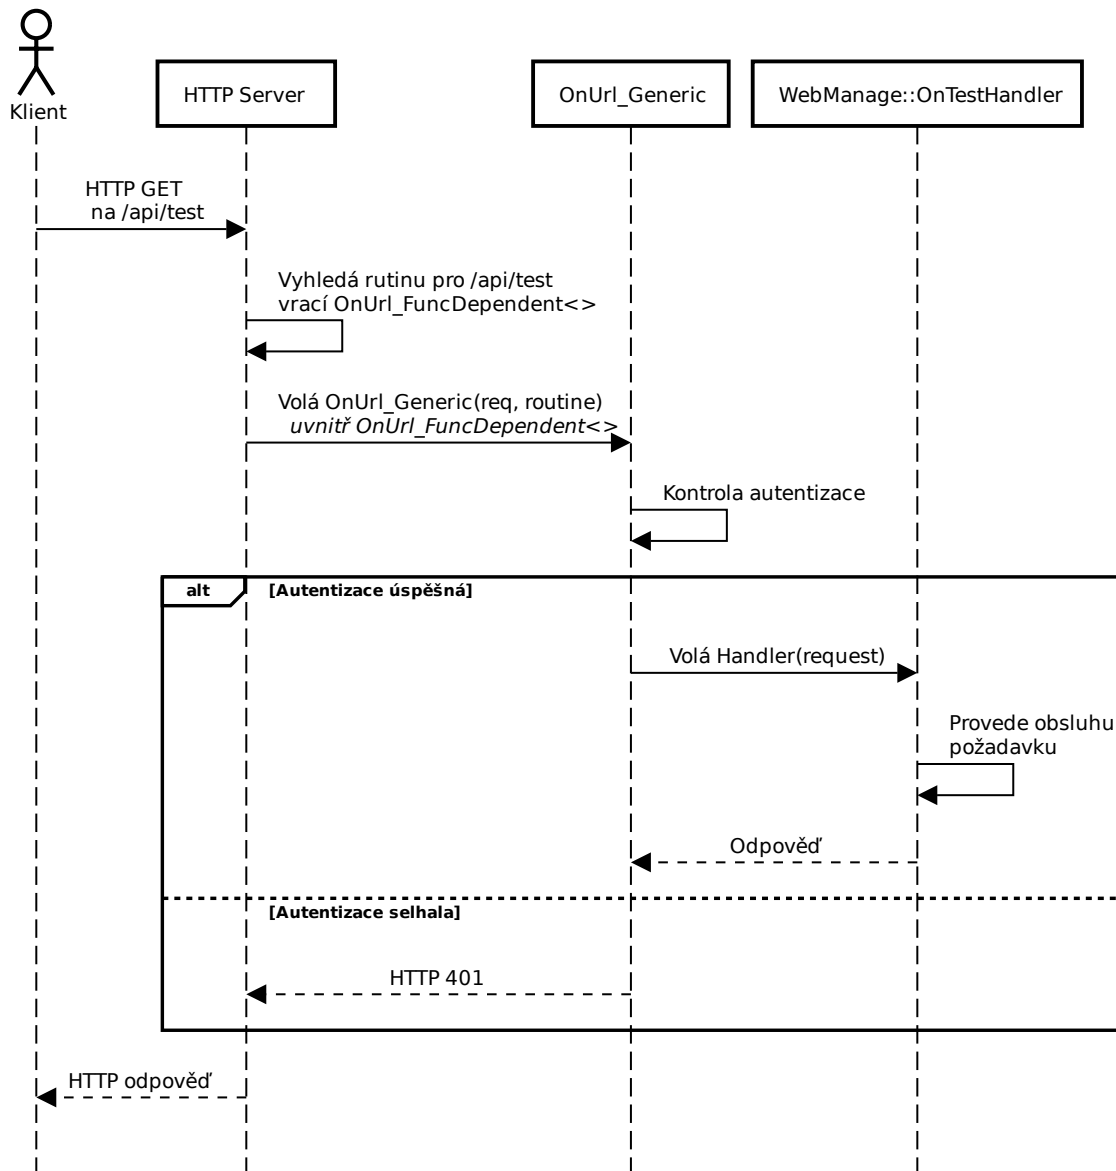 Klient
HTTP Server
OnUrl_Generic
WebManage::OnTestHandler
HTTP GET
na /api/test
Vyhledá rutinu pro /api/test
vrací OnUrl_FuncDependent<>
Volá OnUrl_Generic(req, routine)
uvnitř OnUrl_FuncDependent<>
Kontrola autentizace
alt
[Autentizace úspěšná]
Volá Handler(request)
Provede obsluhu
požadavku
Odpověď
[Autentizace selhala]
HTTP 401
HTTP odpověď